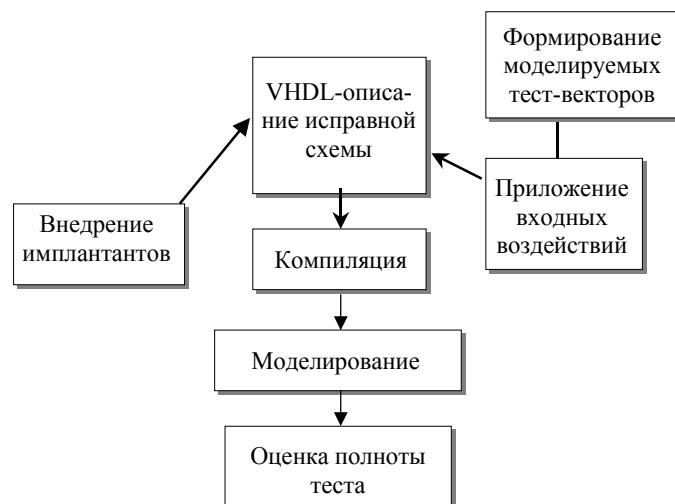 Формирование
моделируемых
тест-векторов
VHDL-описа-
ние исправной
схемы
Приложение
входных
воздействий
Внедрение
имплантантов
Компиляция
Моделирование
Оценка полноты
теста